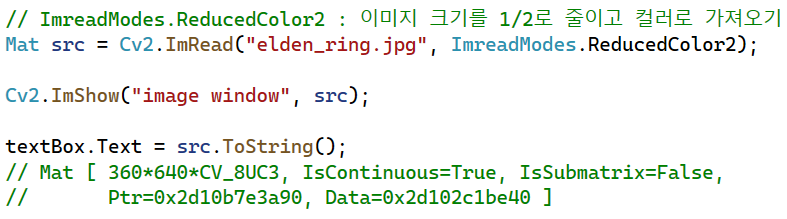 // ImreadModes.ReducedColor2 : 이미지 크기를 1/2로 줄이고 컬러로 가져오기
Mat src = Cv2.ImRead("elden_ring.jpg", ImreadModes.ReducedColor2);
Cv2.ImShow("image window", src);
textBox.Text = src.ToString();
// Mat [ 360*640*CV_8UC3, IsContinuous=True, IsSubmatrix=False,
//       Ptr=0x2d10b7e3a90, Data=0x2d102c1be40 ]